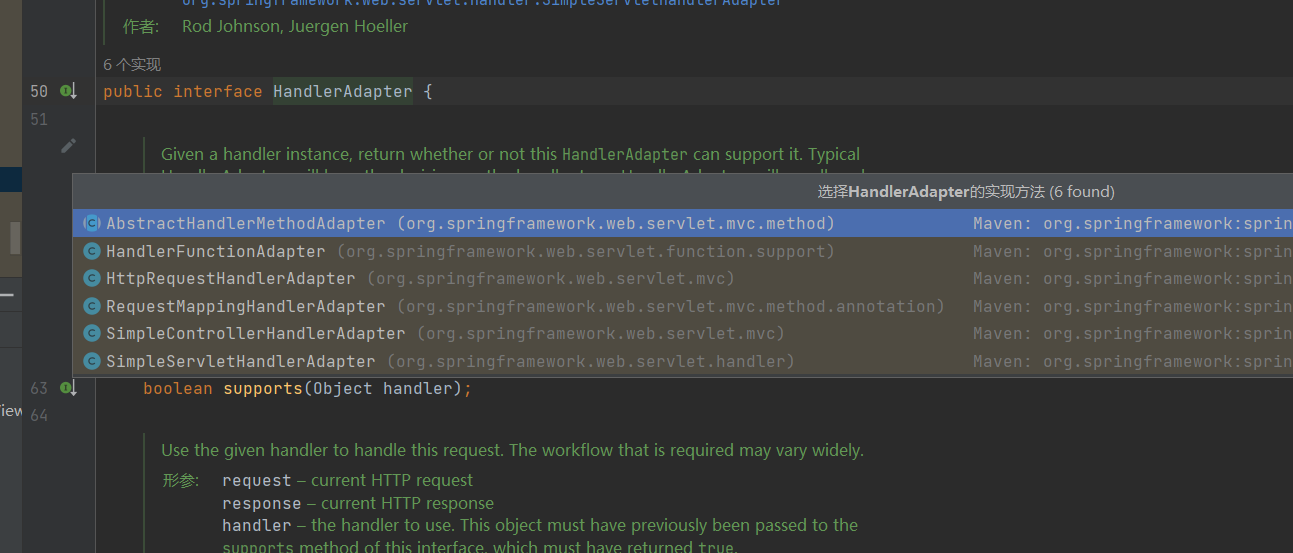 org.springframework.web.servlet.handler.SimpleServletHandlerAdapter
作者: Rod Johnson, Juergen Hoeller
6 个实现
50 public interface HandlerAdapter {
51
Given a handler instance, return whether or not this HandlerAdapter can support it. Typical
选择HandlerAdapter的实现方法 (6 found)
AbstractHandlerMethodAdapter (org.springframework.web.servlet.mvc.method) Maven: org.springframework:sprin
HandlerFunctionAdapter (org.springframework.web.servlet.function.support) Maven: org.springframework:sprin
HttpRequestHandlerAdapter (org.springframework.web.servlet.mvc) Maven: org.springframework:sprin
RequestMappingHandlerAdapter (org.springframework.web.servlet.mvc.method.annotation) Maven: org.springframework:sprin
SimpleControllerHandlerAdapter (org.springframework.web.servlet.mvc) Maven: org.springframework:sprin
SimpleServletHandlerAdapter (org.springframework.web.servlet.handler) Maven: org.springframework:sprin
63 boolean supports(Object handler);
View
64
Use the given handler to handle this request. The workflow that is required may vary widely.
形参: request – current HTTP request
response – current HTTP response
handler – the handler to use. This object must have previously been passed to the
supports method of this interface, which must have returned true.